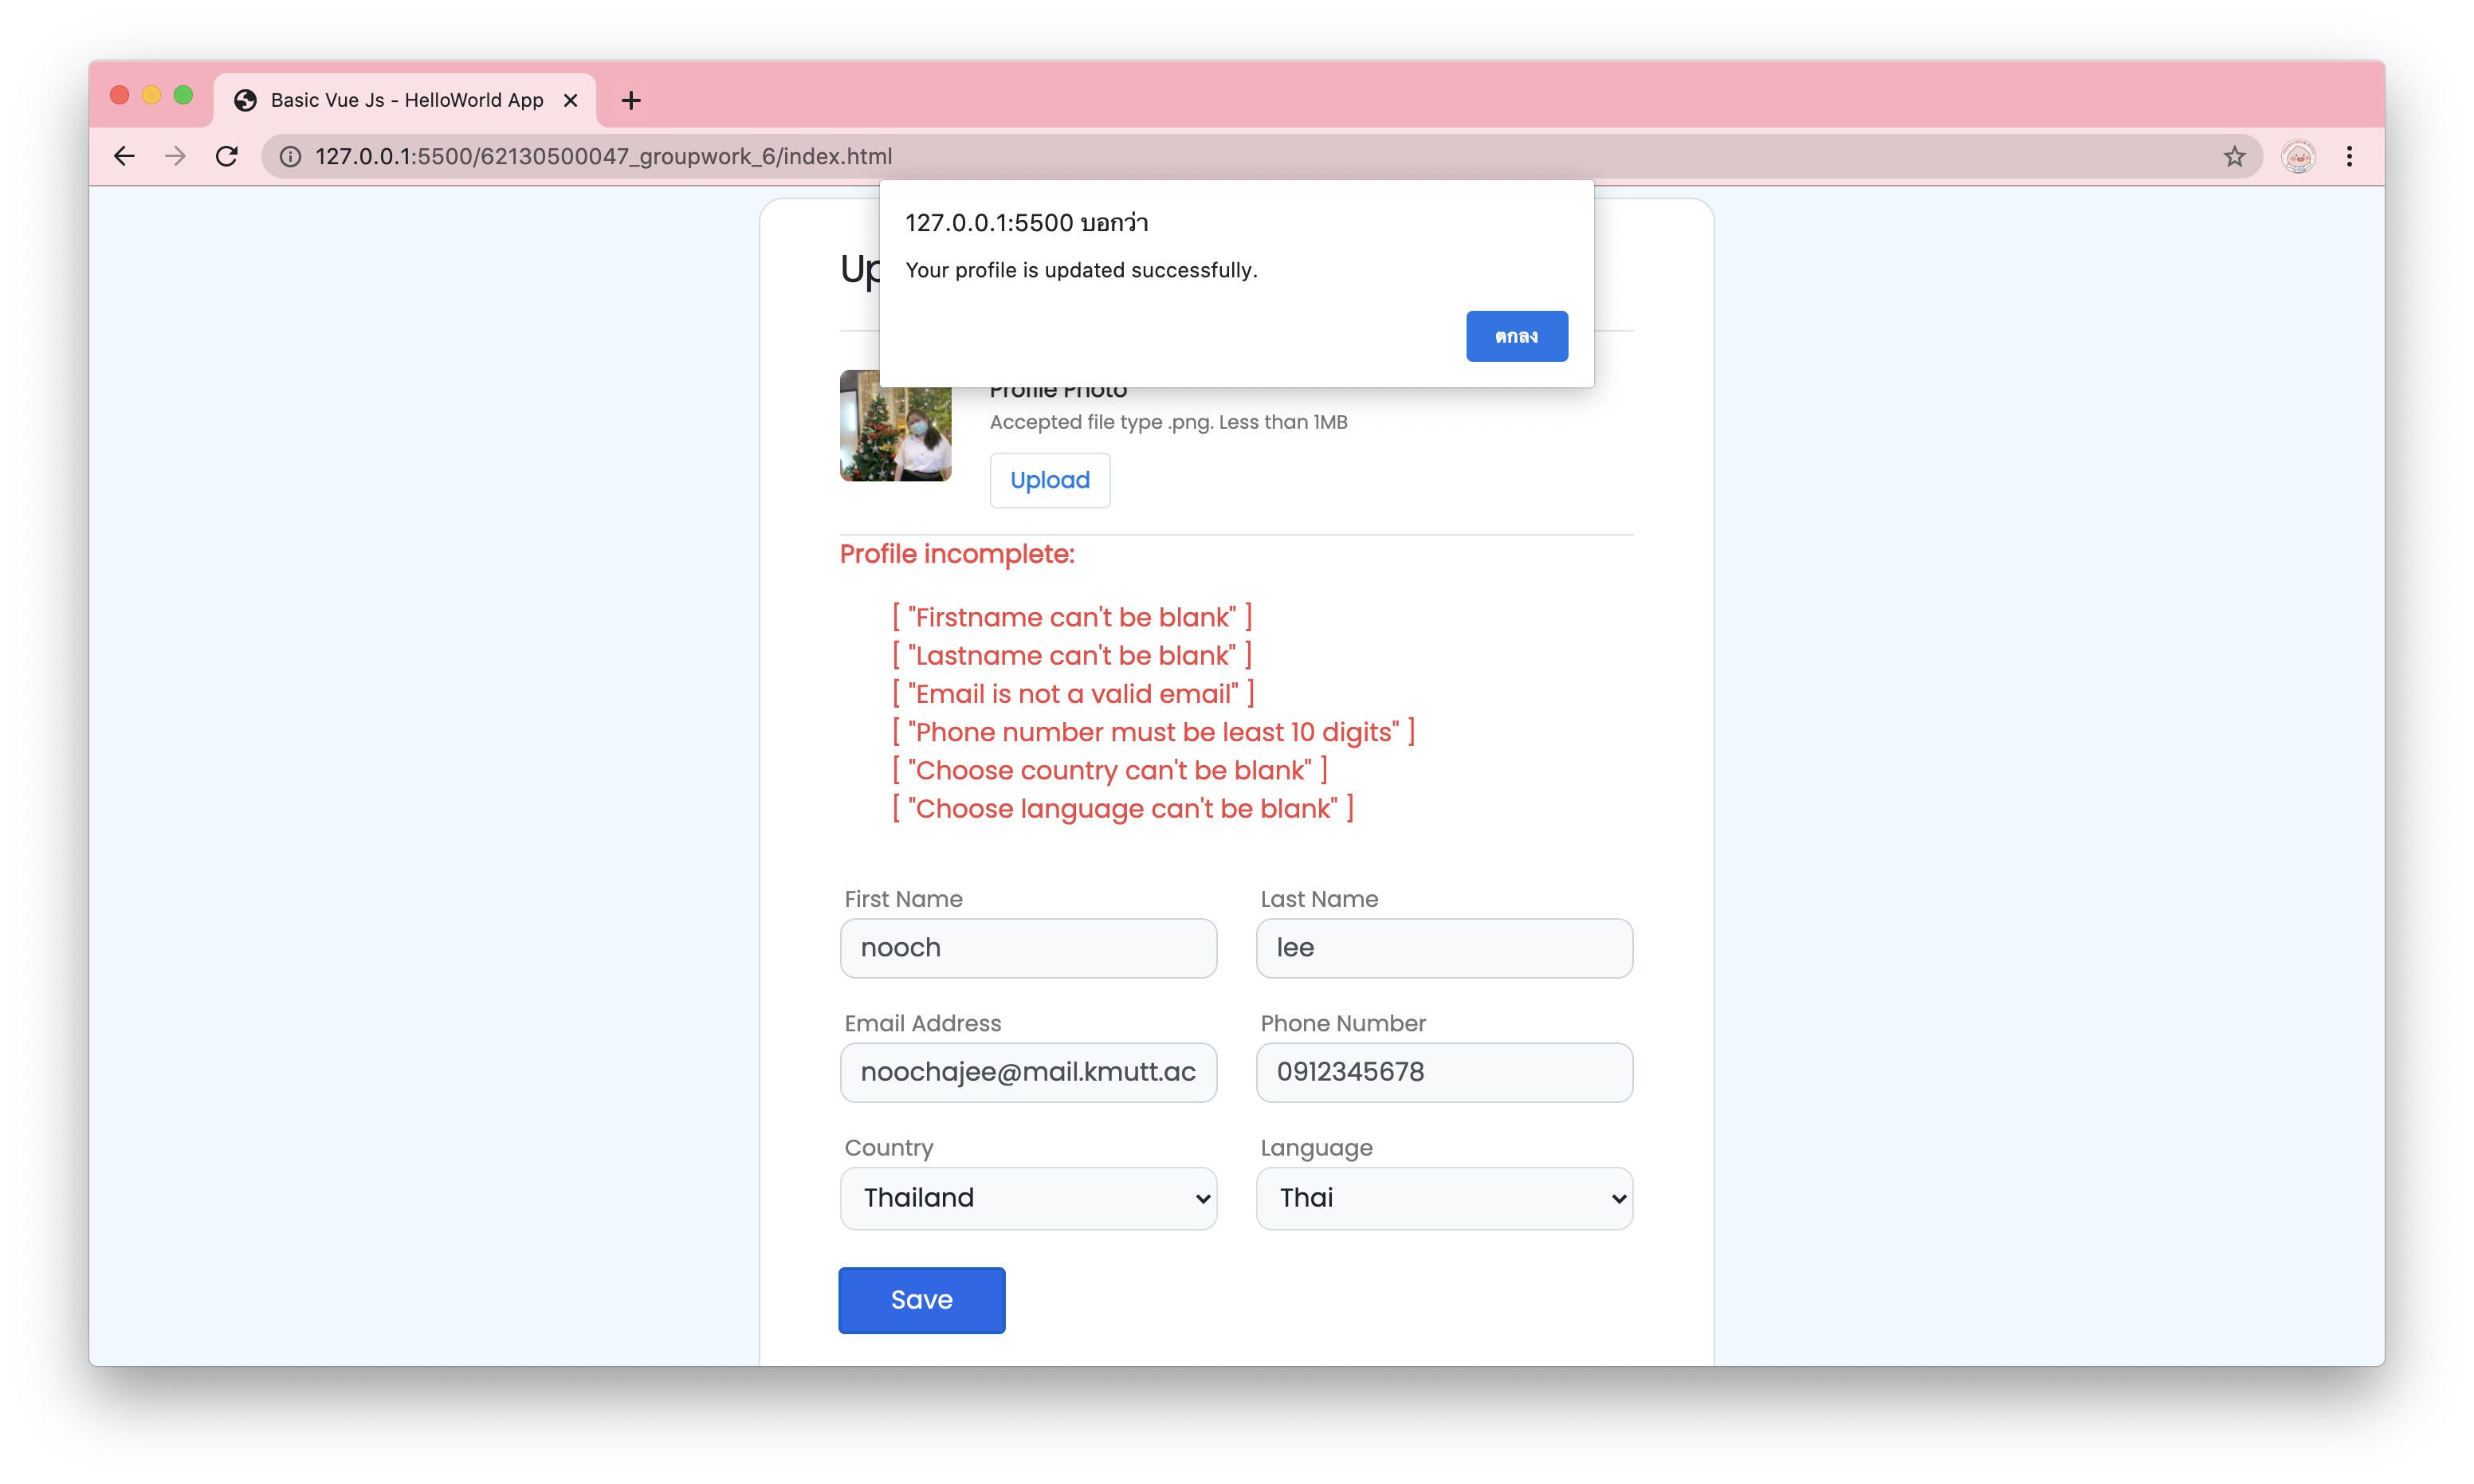 Basic Vue Js - HelloWorld App
127.0.0.1:5500/62130500047_groupwork_6/index.html
127.0.0.1:5500 บอกว่า
Your profile is updated successfully.
ตกลง
Up
Profile Photo
Accepted file type .png. Less than 1MB
Upload
Profile incomplete:
[ "Firstname can't be blank" ]
[ "Lastname can't be blank" ]
[ "Email is not a valid email" ]
[ "Phone number must be least 10 digits" ]
[ "Choose country can't be blank" ]
[ "Choose language can't be blank" ]
First Name
Last Name
nooch
lee
Email Address
Phone Number
noochajee@mail.kmutt.ac
0912345678
Country
Language
Thailand
Thai
Save